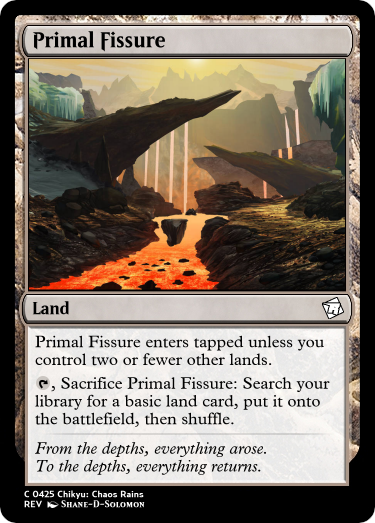 Primal Fissure
Land
Primal Fissure enters tapped unless you
control two or fewer other lands.
, Sacrifice Primal Fissure: Search your
library for a basic land card, put it onto
the battlefield, then shuffle.
From the depths, everything arose.
To the depths, everything returns.
C 0425 Chikyu: Chaos Rains
REV Shane-D-Solomon